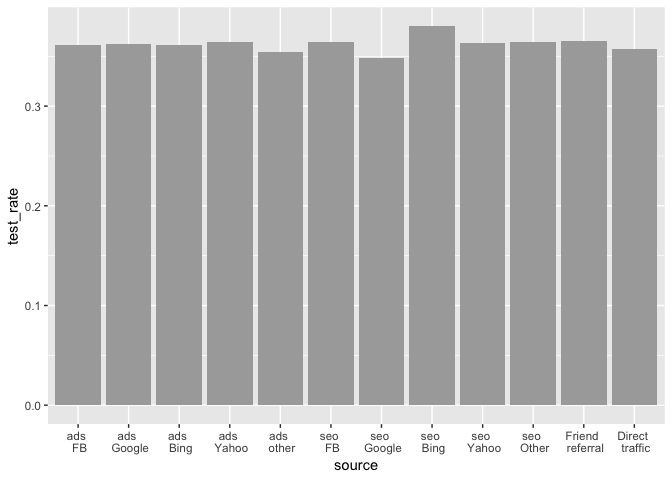 test_rate
0.3
0.2
0.1
0.0
ads FB
ads Google
ads Bing
ads Yahoo
ads other
seo FB
seo Google
seo Bing
seo Yahoo
seo Other
Friend referral
Direct traffic
source